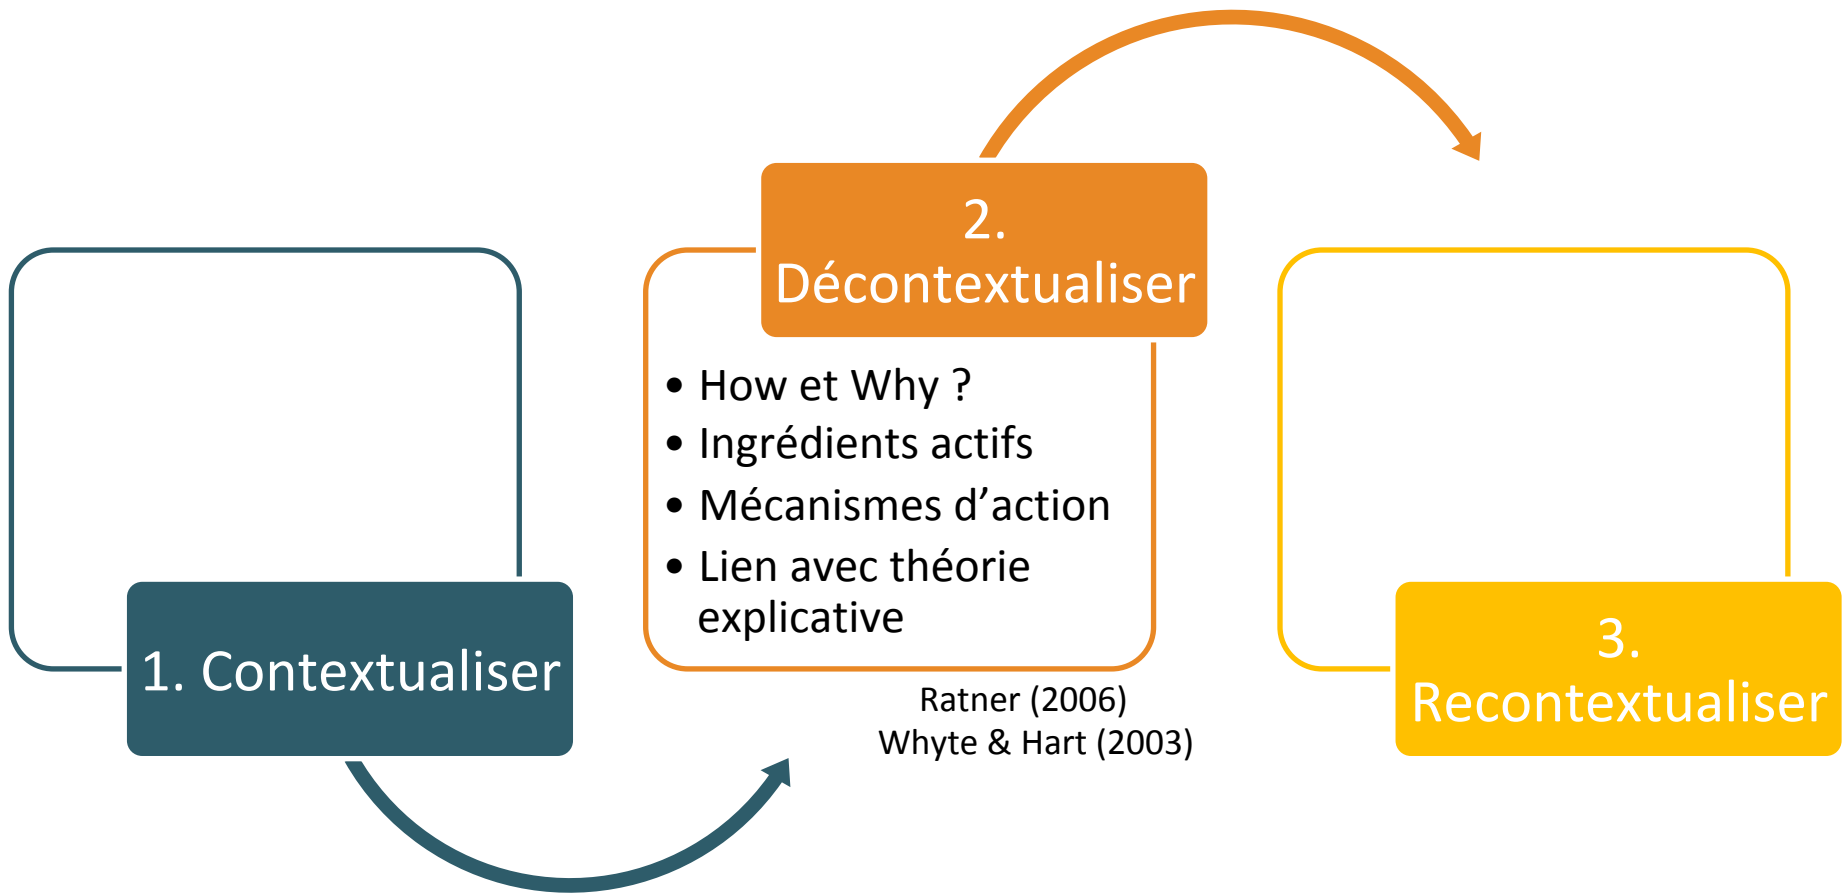 1. Contextualiser
2.
Décontextualiser
• How et Why ?
• Ingrédients actifs
• Mécanismes d’action
• Lien avec théorie
explicative
Ratner (2006)
Whyte & Hart (2003)
3.
Recontextualiser